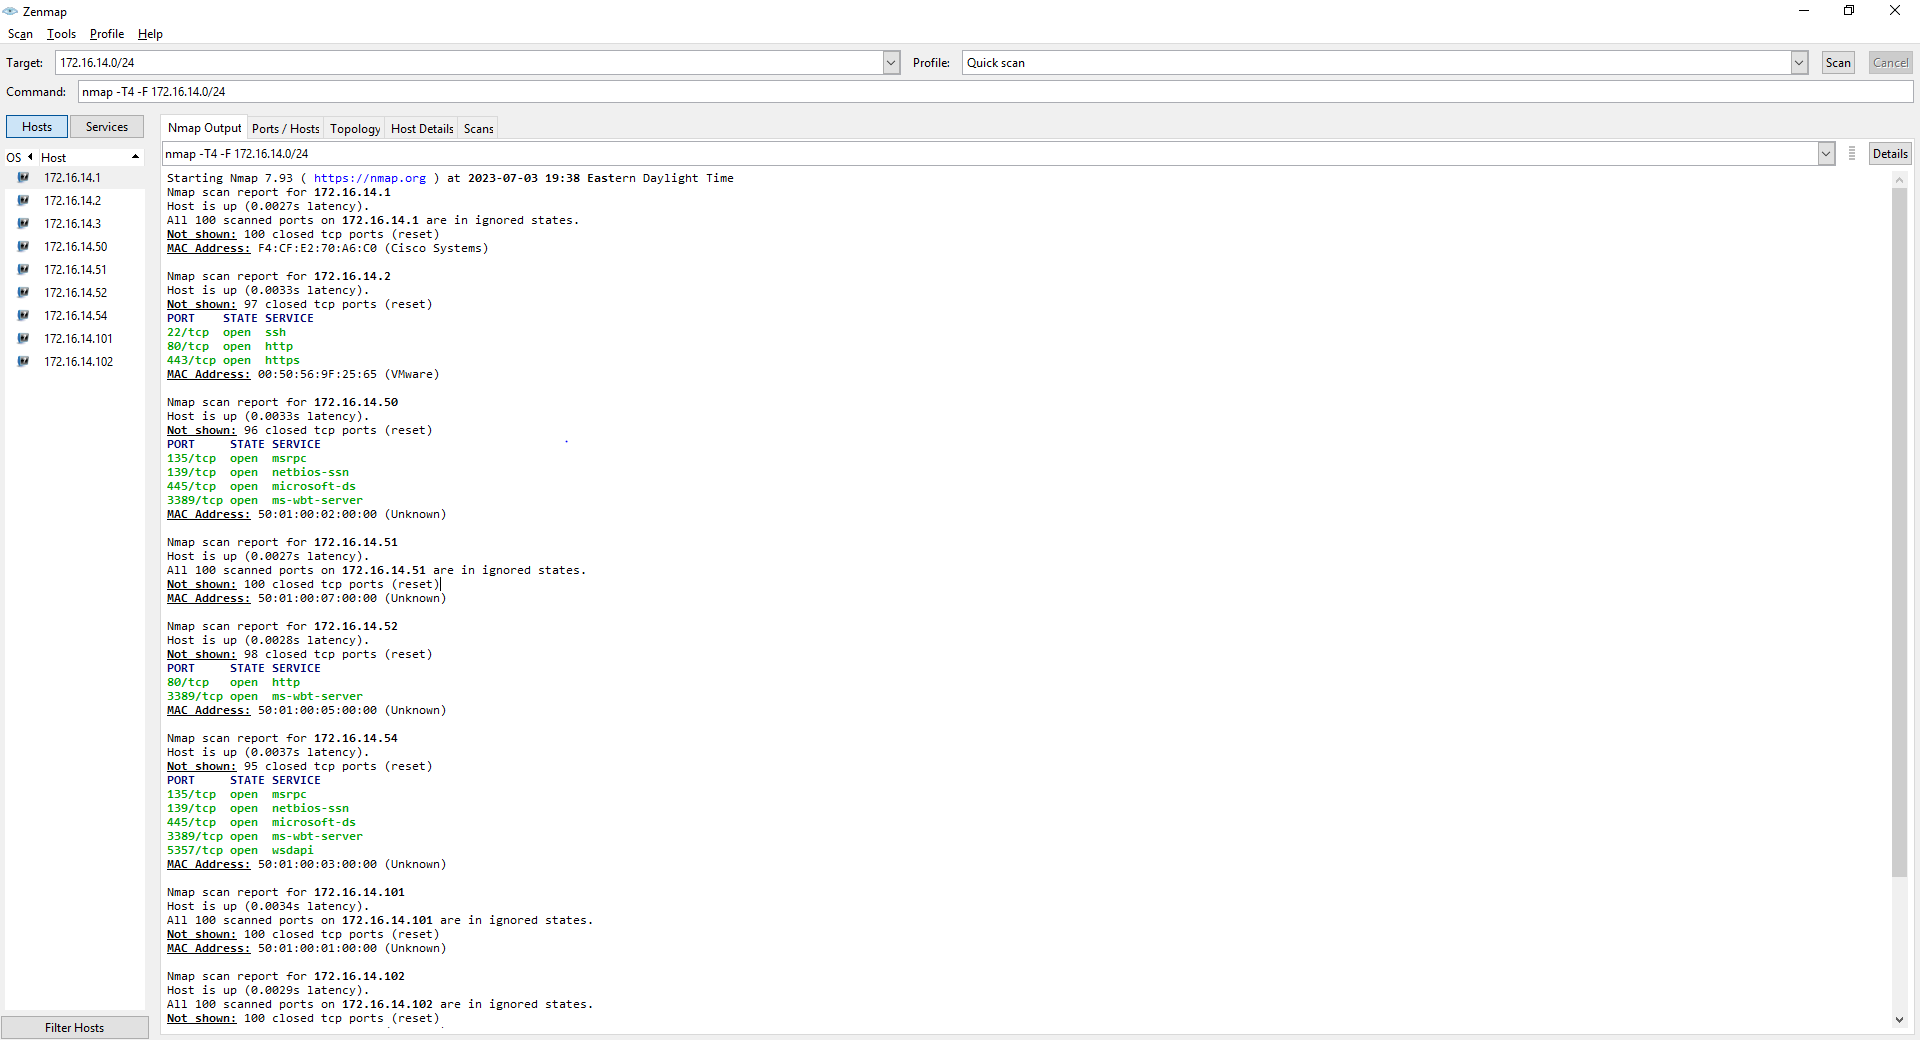 Zenmap
Scan Tools Profile Help
Target: 172.16.14.0/24 Profile: Quick scan Scan Cancel
Command: nmap -T4 -F 172.16.14.0/24
Hosts Services
Nmap Output Ports / Hosts Topology Host Details Scans
OS Host
172.16.14.1
172.16.14.2
172.16.14.3
172.16.14.50
172.16.14.51
172.16.14.52
172.16.14.54
172.16.14.101
172.16.14.102
Filter Hosts
nmap -T4 -F 172.16.14.0/24 Details
Starting Nmap 7.93 ( https://nmap.org ) at 2023-07-03 19:38 Eastern Daylight Time
Nmap scan report for 172.16.14.1
Host is up (0.0027s latency).
All 100 scanned ports on 172.16.14.1 are in ignored states.
Not shown: 100 closed tcp ports (reset)
MAC Address: F4:CF:E2:70:A6:C0 (Cisco Systems)
Nmap scan report for 172.16.14.2
Host is up (0.0033s latency).
Not shown: 97 closed tcp ports (reset)
PORT STATE SERVICE
22/tcp open ssh
80/tcp open http
443/tcp open https
MAC Address: 00:50:56:9F:25:65 (VMware)
Nmap scan report for 172.16.14.50
Host is up (0.0033s latency).
Not shown: 96 closed tcp ports (reset)
PORT STATE SERVICE
135/tcp open msrpc
139/tcp open netbios-ssn
445/tcp open microsoft-ds
3389/tcp open ms-wbt-server
MAC Address: 50:01:00:02:00:00 (Unknown)
Nmap scan report for 172.16.14.51
Host is up (0.0027s latency).
All 100 scanned ports on 172.16.14.51 are in ignored states.
Not shown: 100 closed tcp ports (reset)
MAC Address: 50:01:00:07:00:00 (Unknown)
Nmap scan report for 172.16.14.52
Host is up (0.0028s latency).
Not shown: 98 closed tcp ports (reset)
PORT STATE SERVICE
80/tcp open http
3389/tcp open ms-wbt-server
MAC Address: 50:01:00:05:00:00 (Unknown)
Nmap scan report for 172.16.14.54
Host is up (0.0037s latency).
Not shown: 95 closed tcp ports (reset)
PORT STATE SERVICE
135/tcp open msrpc
139/tcp open netbios-ssn
445/tcp open microsoft-ds
3389/tcp open ms-wbt-server
5357/tcp open wsdapi
MAC Address: 50:01:00:03:00:00 (Unknown)
Nmap scan report for 172.16.14.101
Host is up (0.0034s latency).
All 100 scanned ports on 172.16.14.101 are in ignored states.
Not shown: 100 closed tcp ports (reset)
MAC Address: 50:01:00:01:00:00 (Unknown)
Nmap scan report for 172.16.14.102
Host is up (0.0029s latency).
All 100 scanned ports on 172.16.14.102 are in ignored states.
Not shown: 100 closed tcp ports (reset)